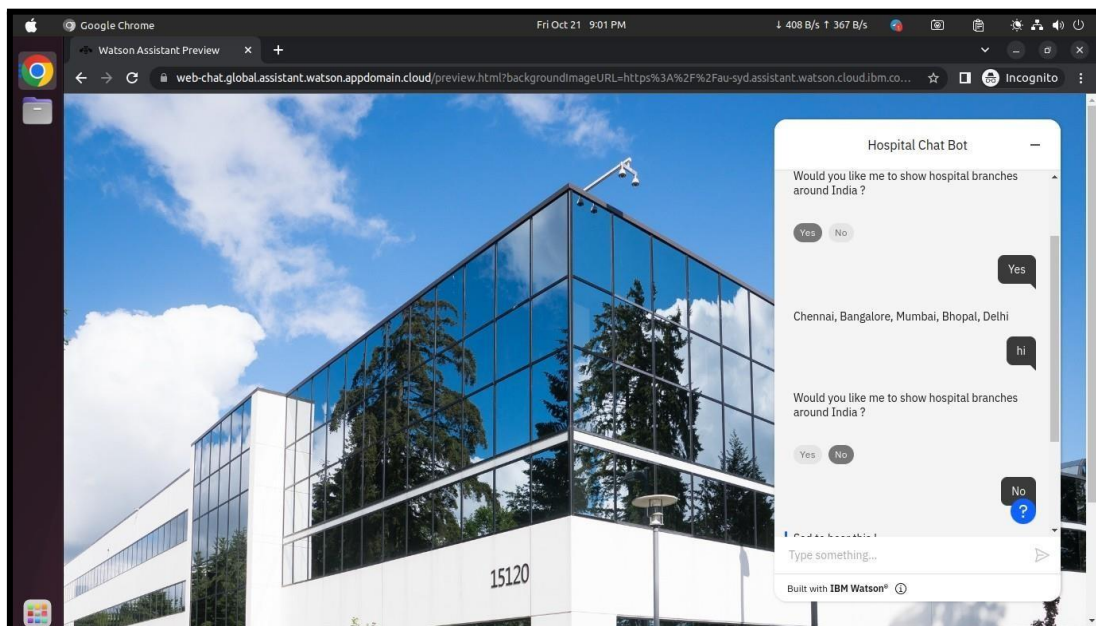 Google Chrome
Fri Oct 21 9:01 PM
↓ 408 B/s ↑ 367 B/s
Watson Assistant Preview
web-chat.global.assistant.watson.appdomain.cloud/preview.html?backgroundImageURL=https%3A%2F%2Fau-syd.assistant.watson.cloud.ibm.co...
Incognito
Hospital Chat Bot
Would you like me to show hospital branches
around India ?
Yes No
Yes
Chennai, Bangalore, Mumbai, Bhopal, Delhi
hi
Would you like me to show hospital branches
around India ?
Yes No
No
?
Sad to hear this !
Type something...
Built with IBM Watson®
15120